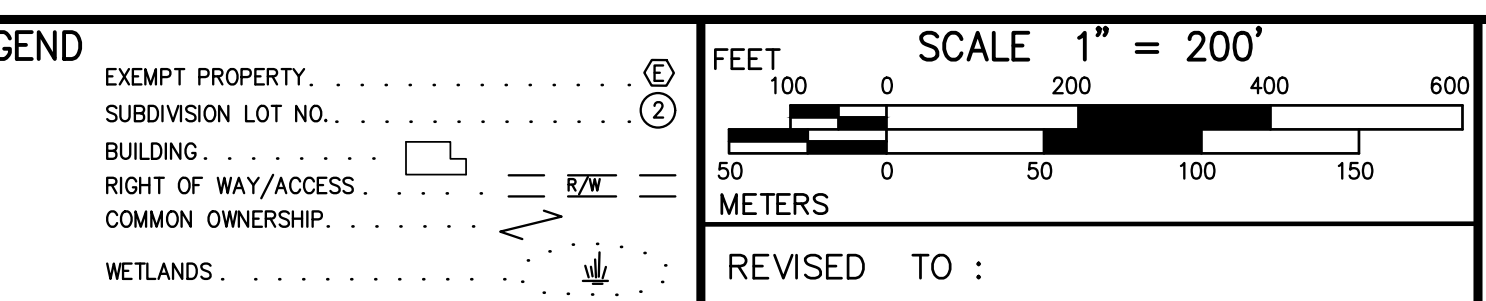 GEND
EXEMPT PROPERTY. . . . . . . . . . . . . . E
SUBDIVISION LOT NO.. . . . . . . . . . . . . 2
BUILDING. . . . . . . .
RIGHT OF WAY/ACCESS . . . . . R/W
COMMON OWNERSHIP. . . . . . .
WETLANDS . . . . . . . . . . .
SCALE 1" = 200'
FEET
100 0 200 400 600
50 0 50 100 150
METERS
REVISED TO :